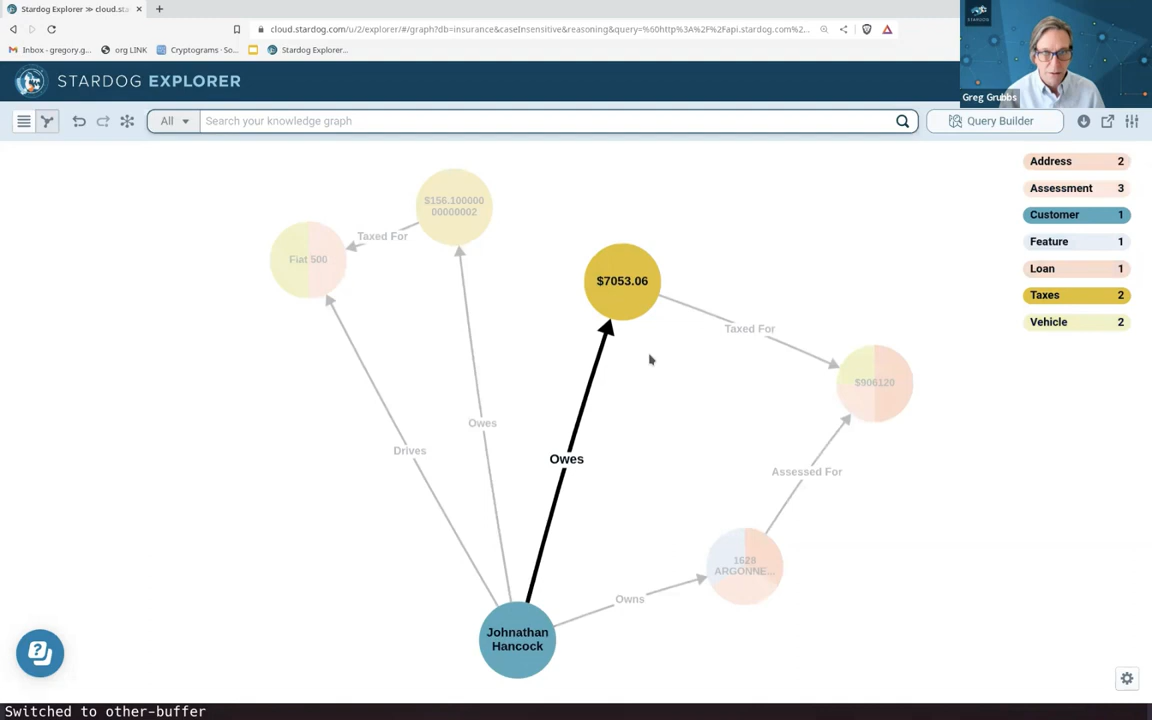 Stardog Explorer ≫ cloud.st
cloud.stardog.com/u/2/explorer/#/graph?db=insurance&caseInsensitive&reasoning&query=%60http%3A%2F%2Fapi.stardog.com%2...
Inbox - gregory.g...
org LINK
Cryptograms · So...
Stardog Explorer...
STARDOG
Greg Grubbs
STARDOG EXPLORER
All
Search your knowledge graph
Query Builder
Address 2
Assessment 3
Customer 1
Feature 1
Loan 1
Taxes 2
Vehicle 2
$156.100000
00000002
Taxed For
Fiat 500
$7053.06
Taxed For
$906120
Owes
Drives
Owes
Assessed For
1628
ARGONNE...
Owns
Johnathan
Hancock
Switched to other-buffer